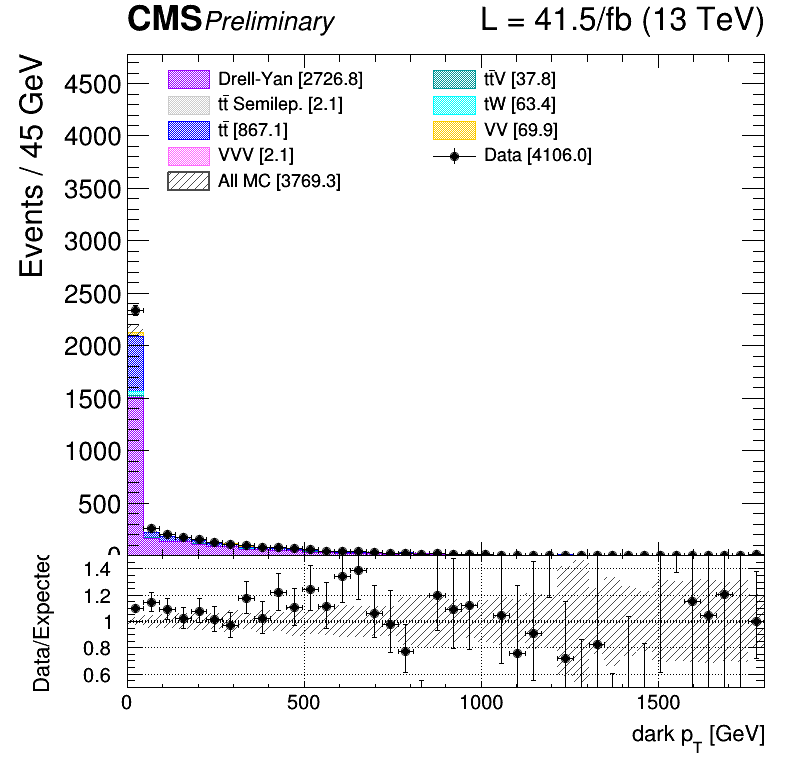 CMS Preliminary L = 41.5/fb (13 TeV)
Events / 45 GeV
4500
4000
3500
3000
2500
2000
1500
1000
500
0
Drell-Yan [2726.8]
tt̄ Semilep. [2.1]
tt̄ [867.1]
VVV [2.1]
All MC [3769.3]
tt̄V [37.8]
tW [63.4]
VV [69.9]
Data [4106.0]
Data/Expected
1.4
1.2
1
0.8
0.6
0 500 1000 1500
dark p_T [GeV]